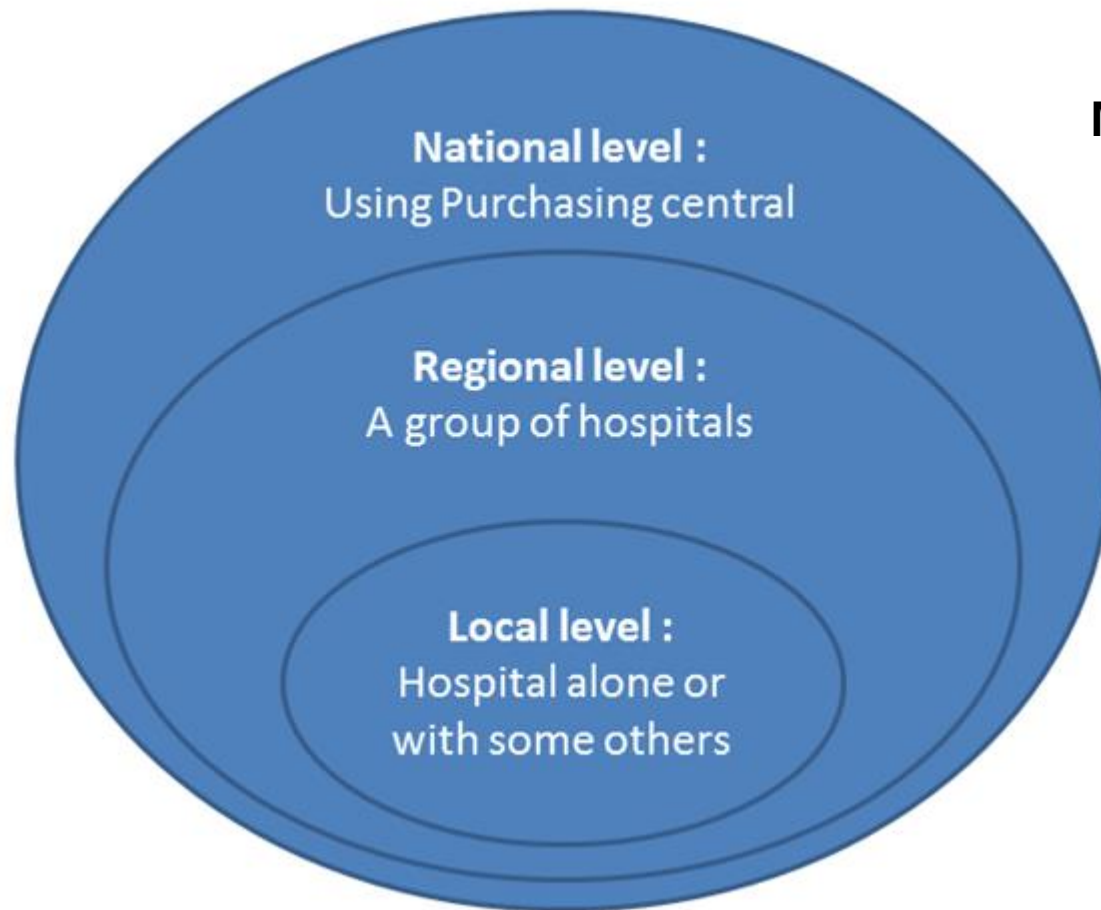 National level :
Using Purchasing central
Regional level :
A group of hospitals
Local level :
Hospital alone or
with some others